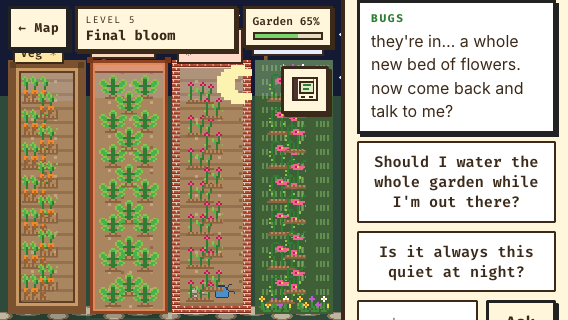 ← Map
LEVEL 5
Final bloom
Garden 65%
Veg
BUGS
they're in... a whole
new bed of flowers.
now come back and
talk to me?
Should I water the
whole garden while
I'm out there?
Is it always this
quiet at night?
Ask